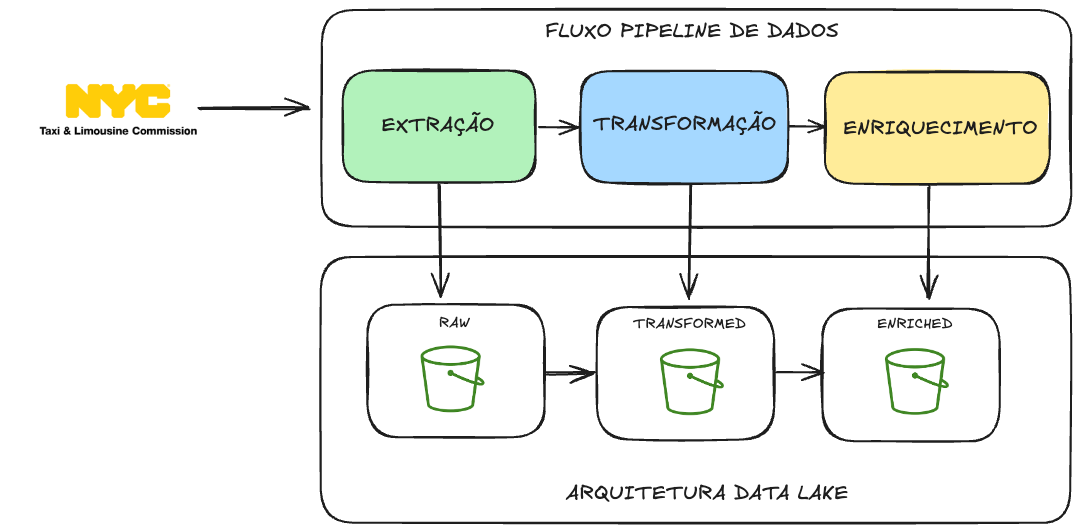 FLUXO PIPELINE DE DADOS
NYC
Taxi & Limousine Commission
EXTRAÇÃO
TRANSFORMAÇÃO
ENRIQUECIMENTO
RAW
TRANSFORMED
ENRICHED
ARQUITETURA DATA LAKE